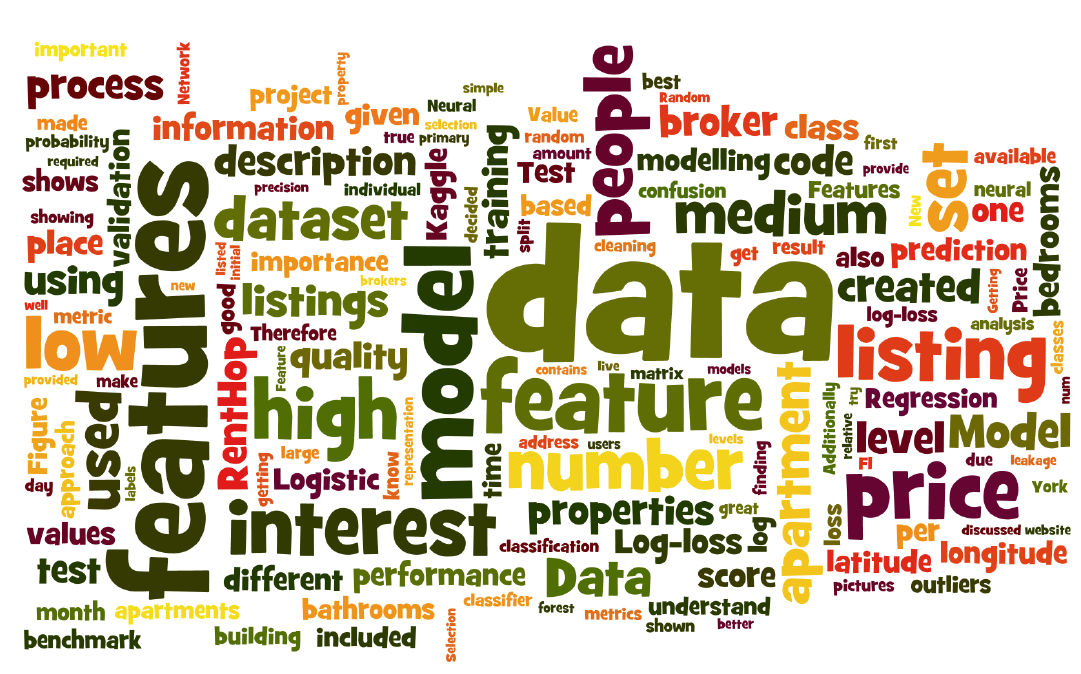 important
Network
process
project
property
simple
people
best
Random
made
information
given
Neural
selection
Value
broker
class
first
probability
true
primary
random
required
validation
description
Kaggle
training
amount
modelling
code
provide
set
available
shows
precision
individual
decided
Test
confusion
Features
neural
showing
features
dataset
based
medium
New
one
bedrooms
place
listed
initial
importance
model
split
cleaning
data
get
result
also
prediction
using
new
brokers
created
Getting
Price
well
metric
good
listings
Therefore
log-loss
analysis
low
Feature
quality
listing
classes
provided
make
RentHop
high
contains
live
matrix
models
feature
apartment
num
Figure
approach
used
labels
representation
Additionally
try
relative
Regression
large
address
users
levels
level
Model
day
getting
Logistic
know
time
number
finding
Fl
due
leakage
price
York
values
interest
properties
great
log
loss
per
discussed
website
classification
Log-loss
latitude
longitude
test
different
performance
Data
score
pictures
outliers
month
apartments
bathrooms
classifier
forest
metrics
understand
benchmark
building
included
Selection
shown
better